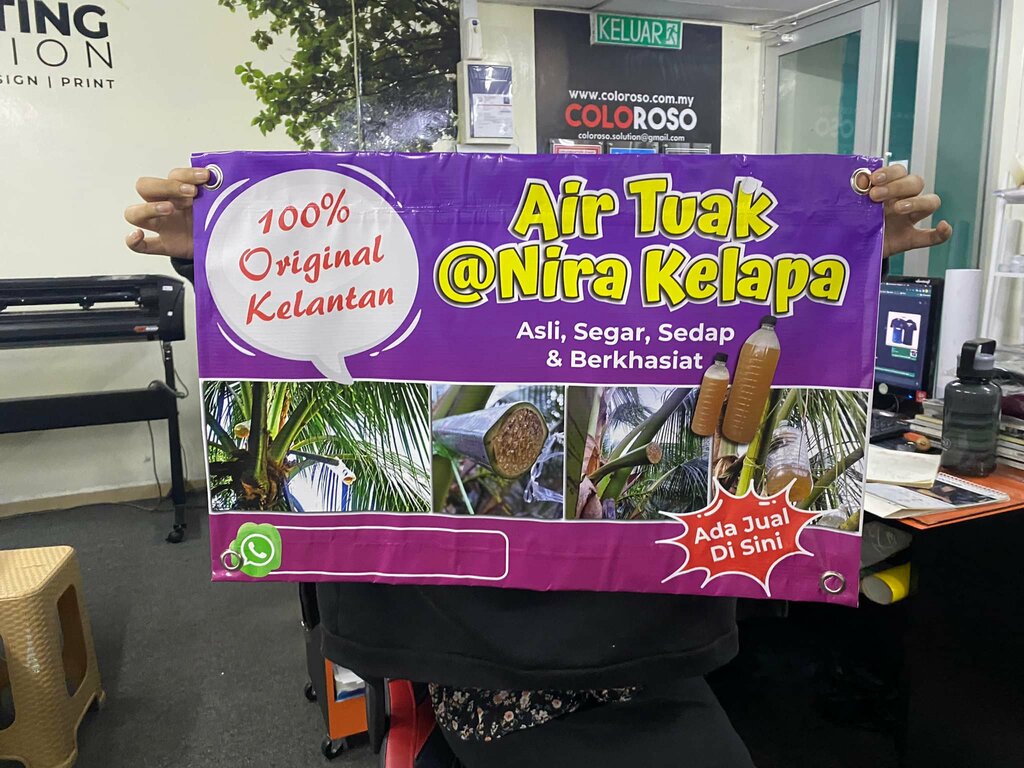 TING
ION
SIGN | PRINT
KELUAR
www.coloroso.com.my
COLOROSO
coloroso.solution@gmail.com
100%
Original
Kelantan
Air Tuak
@Nira Kelapa
Asli, Segar, Sedap
& Berkhasiat
Ada Jual
Di Sini